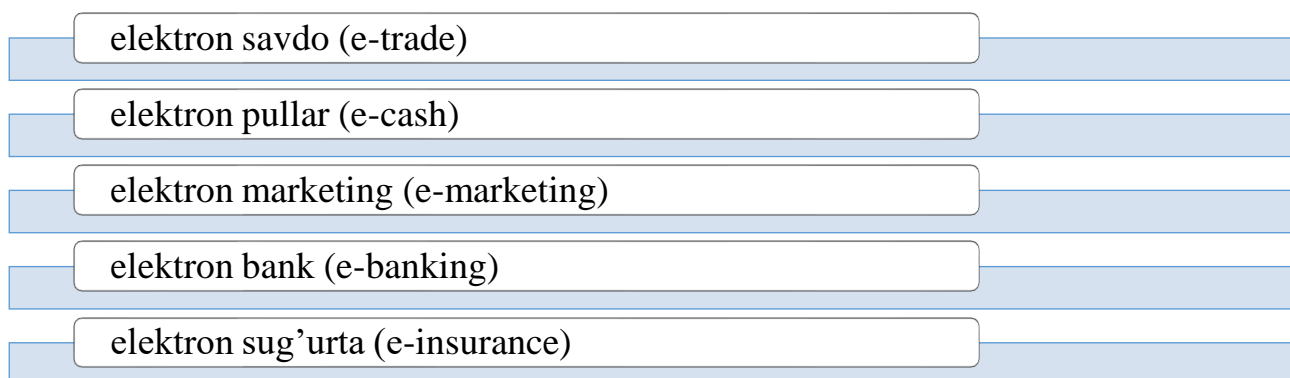 elektron savdo (e-trade)
elektron pullar (e-cash)
elektron marketing (e-marketing)
elektron bank (e-banking)
elektron sug’urta (e-insurance)